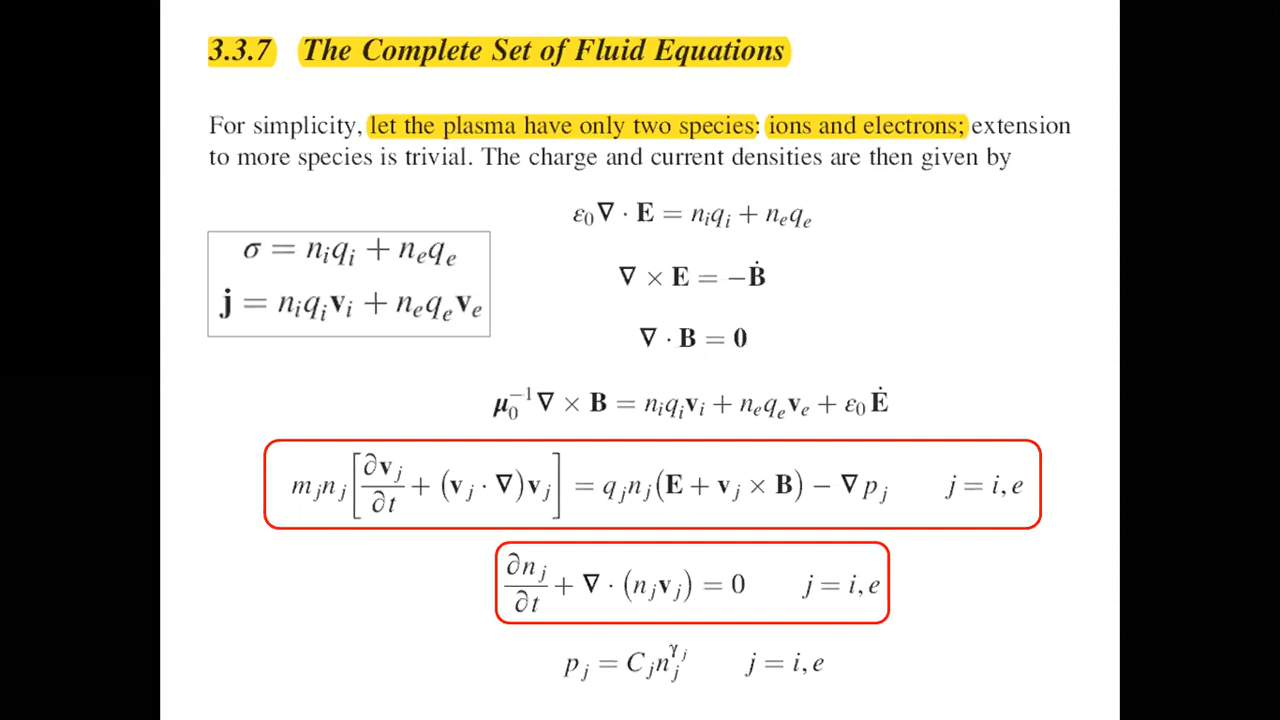 3.3.7 The Complete Set of Fluid Equations
For simplicity, let the plasma have only two species: ions and electrons; extension
to more species is trivial. The charge and current densities are then given by
σ = nᵢqᵢ + nₑqₑ
j = nᵢqᵢvᵢ + nₑqₑvₑ
ε₀∇ · E = nᵢqᵢ + nₑqₑ
∇ × E = −Ḃ
∇ · B = 0
μ₀⁻¹∇ × B = nᵢqᵢvᵢ + nₑqₑvₑ + ε₀Ė
mⱼnⱼ[∂vⱼ/∂t + (vⱼ · ∇)vⱼ] = qⱼnⱼ(E + vⱼ × B) − ∇pⱼ j = i, e
∂nⱼ/∂t + ∇ · (nⱼvⱼ) = 0 j = i, e
pⱼ = Cⱼnⱼ^γⱼ j = i, e